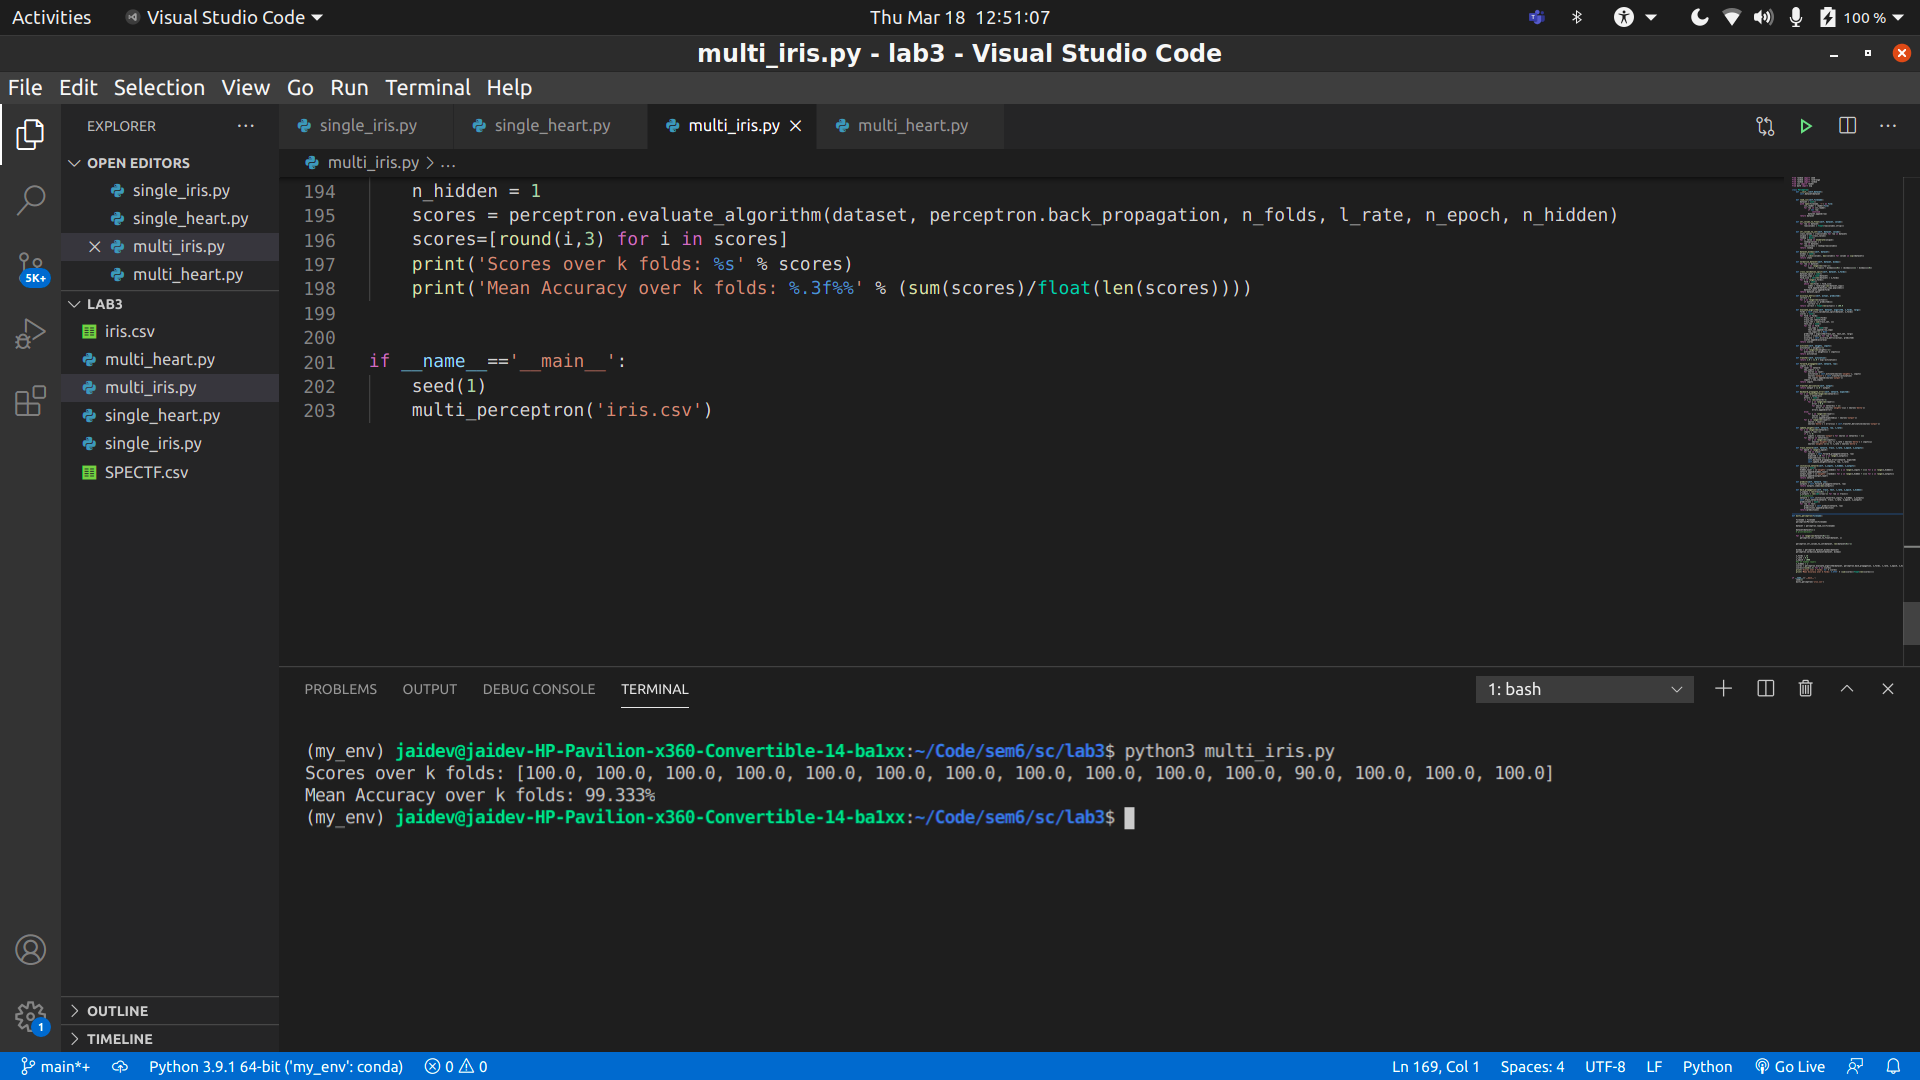 Activities
Visual Studio Code
Thu Mar 18 12:51:07
100 %
multi_iris.py - lab3 - Visual Studio Code
File Edit Selection View Go Run Terminal Help
EXPLORER
single_iris.py
single_heart.py
multi_iris.py
multi_heart.py
OPEN EDITORS
single_iris.py
single_heart.py
multi_iris.py
multi_heart.py
5K+
LAB3
iris.csv
multi_heart.py
multi_iris.py
single_heart.py
single_iris.py
SPECTF.csv
multi_iris.py > ...
194 n_hidden = 1
195 scores = perceptron.evaluate_algorithm(dataset, perceptron.back_propagation, n_folds, l_rate, n_epoch, n_hidden)
196 scores=[round(i,3) for i in scores]
197 print('Scores over k folds: %s' % scores)
198 print('Mean Accuracy over k folds: %.3f%%' % (sum(scores)/float(len(scores))))
199
200
201 if __name__=='__main__':
202 seed(1)
203 multi_perceptron('iris.csv')
PROBLEMS OUTPUT DEBUG CONSOLE TERMINAL
1: bash
(my_env) jaidev@jaidev-HP-Pavilion-x360-Convertible-14-ba1xx:~/Code/sem6/sc/lab3$ python3 multi_iris.py
Scores over k folds: [100.0, 100.0, 100.0, 100.0, 100.0, 100.0, 100.0, 100.0, 100.0, 100.0, 100.0, 90.0, 100.0, 100.0, 100.0]
Mean Accuracy over k folds: 99.333%
(my_env) jaidev@jaidev-HP-Pavilion-x360-Convertible-14-ba1xx:~/Code/sem6/sc/lab3$
OUTLINE
TIMELINE
1
main*+
Python 3.9.1 64-bit ('my_env': conda)
0 0
Ln 169, Col 1
Spaces: 4
UTF-8
LF
Python
Go Live